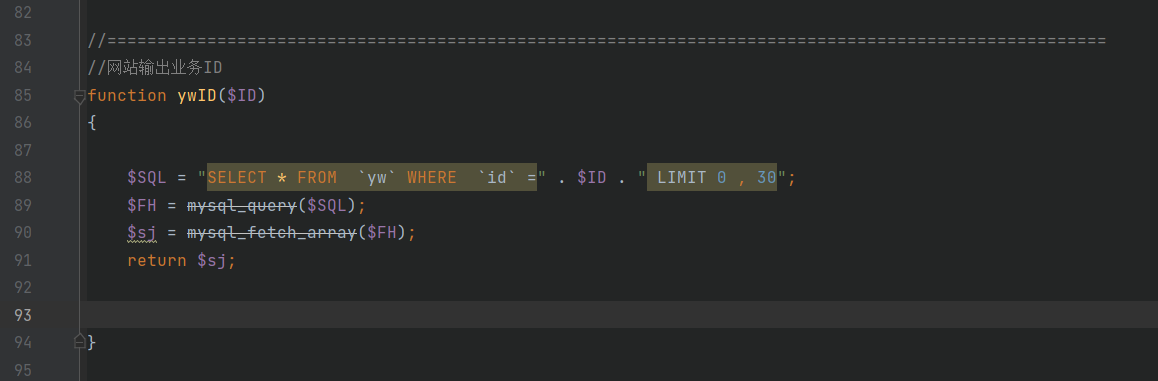 82
83 //====================================================================================================
84 //网站输出业务ID
85 function ywID($ID)
86 {
87
88 $SQL = "SELECT * FROM  `yw` WHERE  `id` =" . $ID . " LIMIT 0 , 30";
89 $FH = mysql_query($SQL);
90 $sj = mysql_fetch_array($FH);
91 return $sj;
92
93
94 }
95